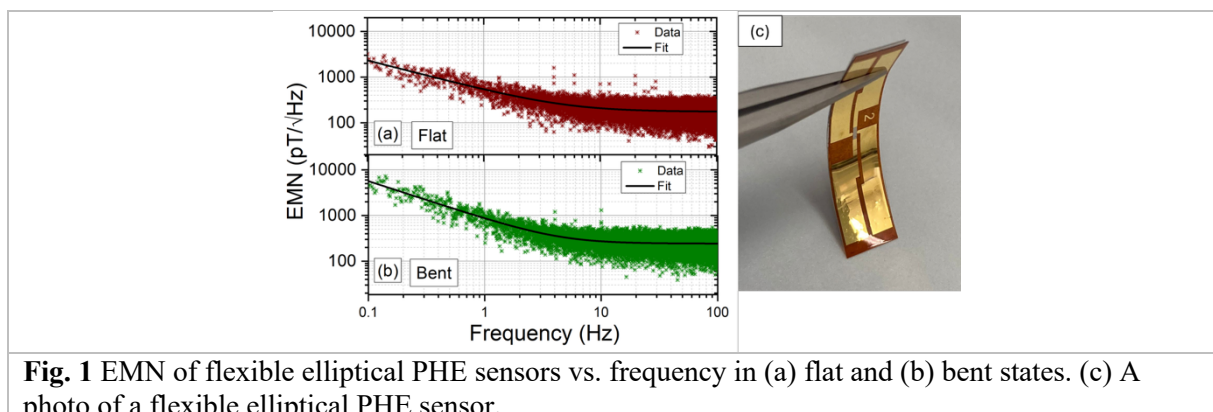 10000
1000
100
(a) Flat
Data
Fit
(c)
2
10000
1000
100
(b) Bent
Data
Fit
EMN (pT/√Hz)
0.1 1 10 100
Frequency (Hz)
Fig. 1 EMN of flexible elliptical PHE sensors vs. frequency in (a) flat and (b) bent states. (c) A
photo of a flexible elliptical PHE sensor.